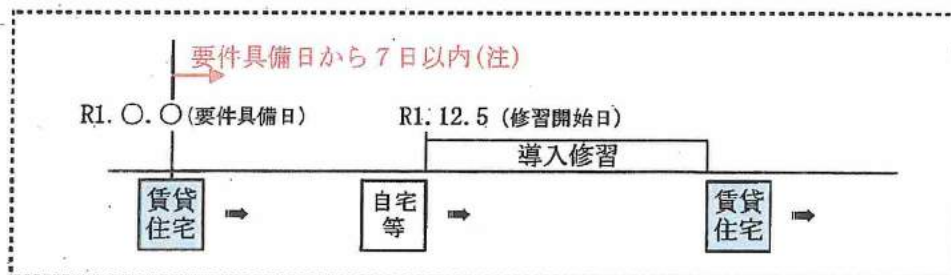 要件具備日から7日以内(注)
R1.○.○(要件具備日)
R1.12.5(修習開始日)
導入修習
賃貸
住宅
自宅
等
賃貸
住宅